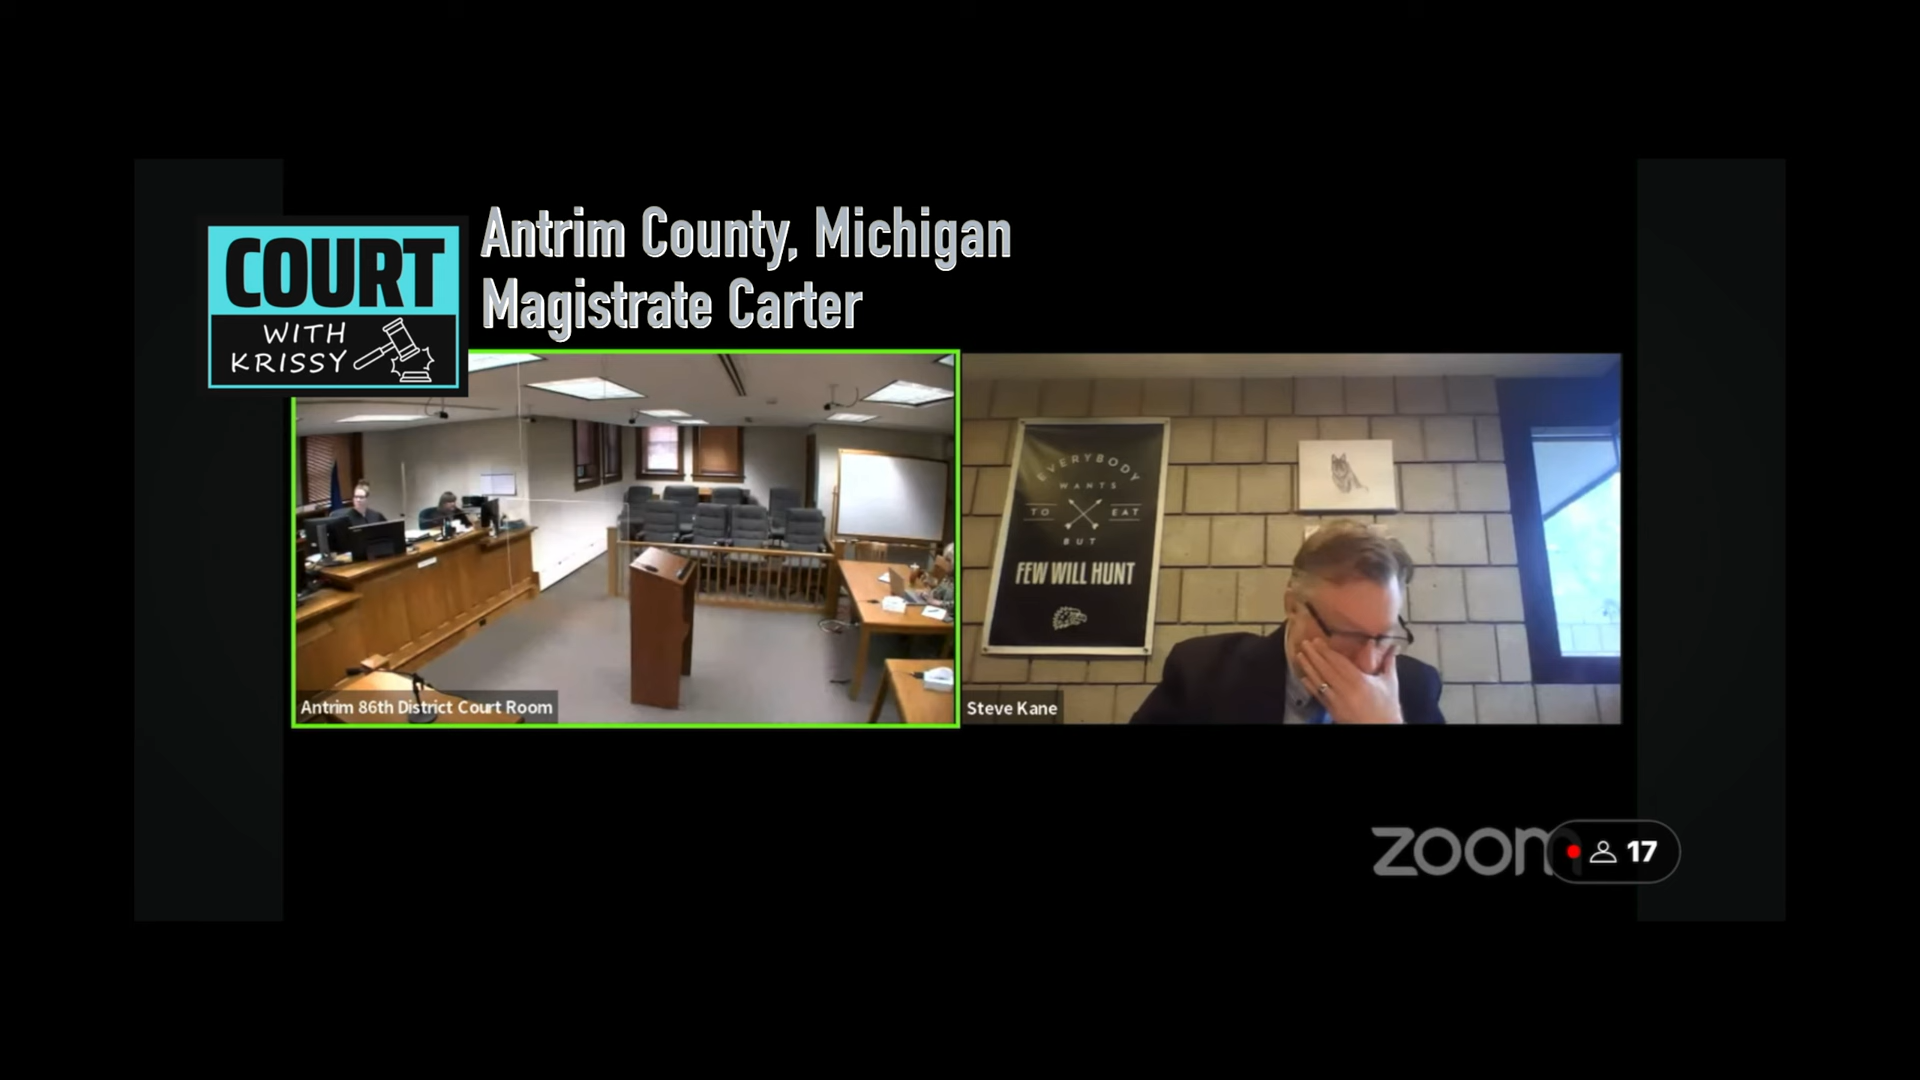 COURT
WITH
KRISSY
Antrim County, Michigan
Magistrate Carter
EVERYBODY
WANTS
TO EAT
BUT
FEW WILL HUNT
Antrim 86th District Court Room
Steve Kane
zoom
17